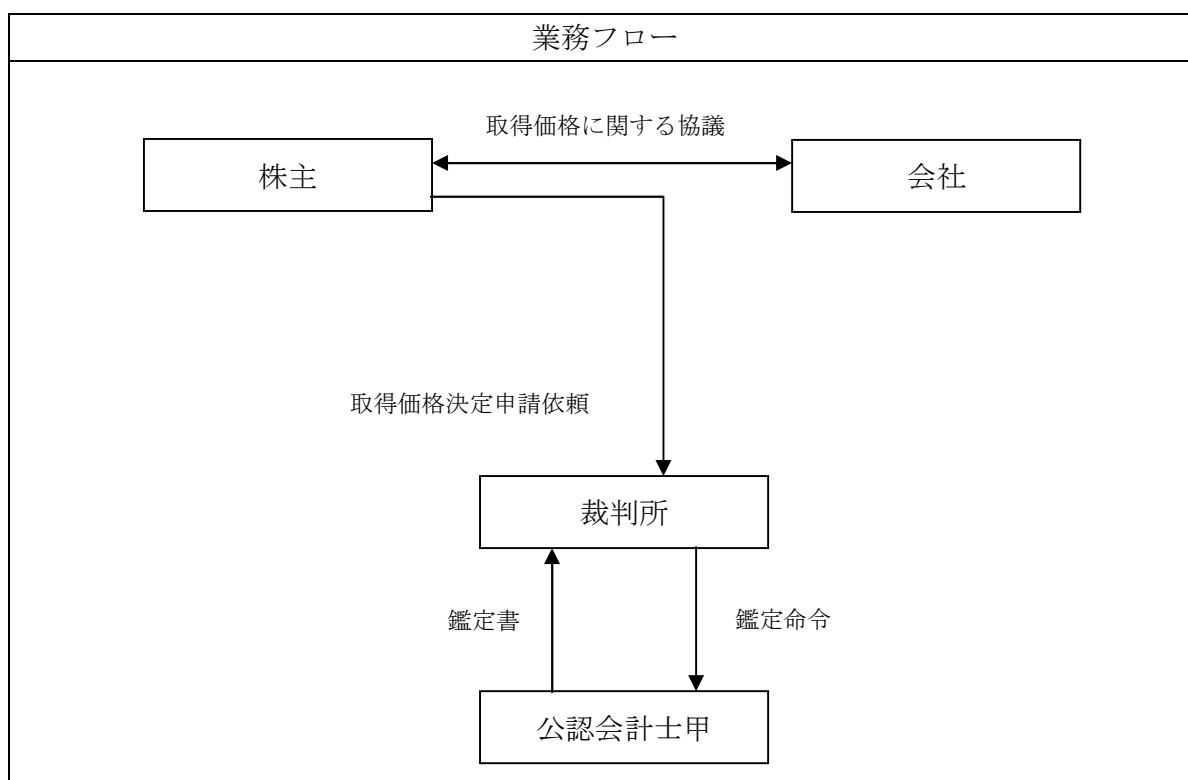 業務フロー
取得価格に関する協議
株主
会社
取得価格決定申請依頼
裁判所
鑑定書
鑑定命令
公認会計士甲